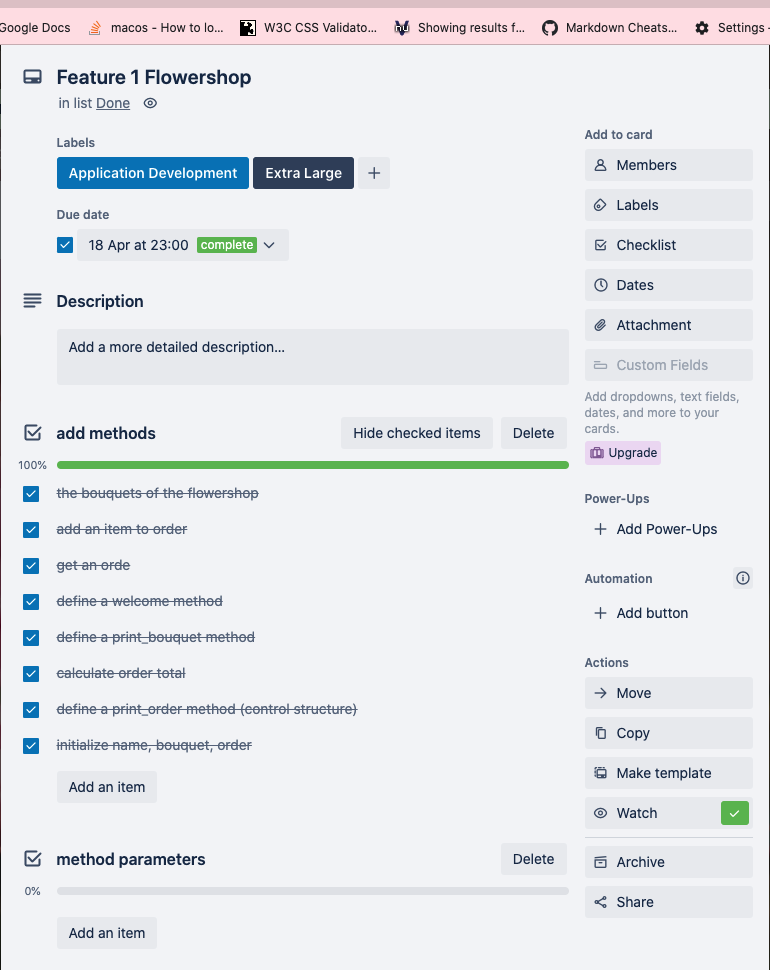 Google Docs macos - How to lo... W3C CSS Validato... Showing results f... Markdown Cheats... Settings -
Feature 1 Flowershop
in list Done
Labels
Application Development Extra Large
Due date
18 Apr at 23:00 complete
Description
Add a more detailed description...
add methods Hide checked items Delete
100%
the bouquets of the flowershop
add an item to order
get an orde
define a welcome method
define a print_bouquet method
calculate order total
define a print_order method (control structure)
initialize name, bouquet, order
Add an item
method parameters Delete
0%
Add an item
Add to card
Members
Labels
Checklist
Dates
Attachment
Custom Fields
Add dropdowns, text fields,
dates, and more to your
cards.
Upgrade
Power-Ups
Add Power-Ups
Automation
Add button
Actions
Move
Copy
Make template
Watch
Archive
Share